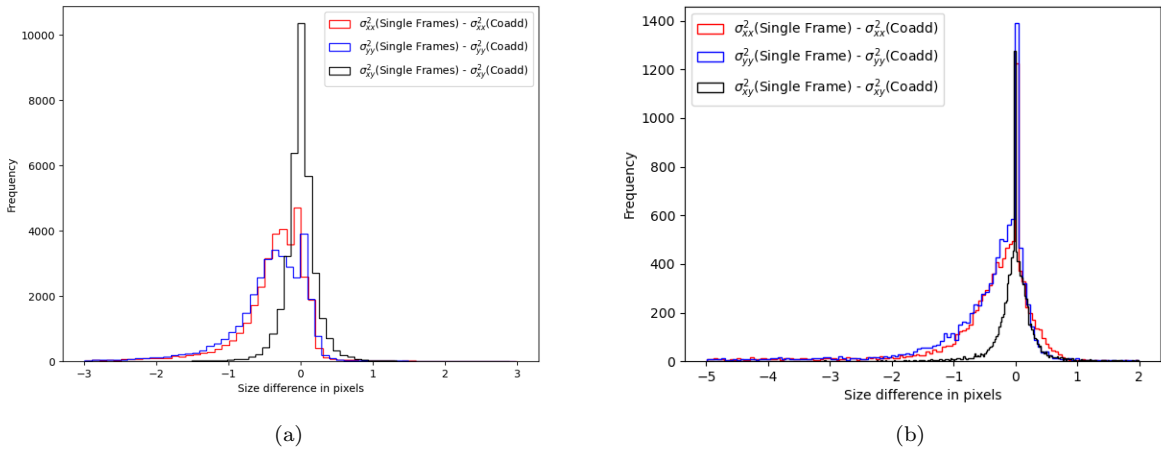 σ²xx(Single Frames) - σ²xx(Coadd)
σ²yy(Single Frames) - σ²yy(Coadd)
σ²xy(Single Frames) - σ²xy(Coadd)
10000
8000
6000
4000
2000
0
Frequency
−3 −2 −1 0 1 2 3
Size difference in pixels
(a)
σ²xx(Single Frame) - σ²xx(Coadd)
σ²yy(Single Frame) - σ²yy(Coadd)
σ²xy(Single Frame) - σ²xy(Coadd)
1400
1200
1000
800
600
400
200
0
Frequency
−5 −4 −3 −2 −1 0 1 2
Size difference in pixels
(b)